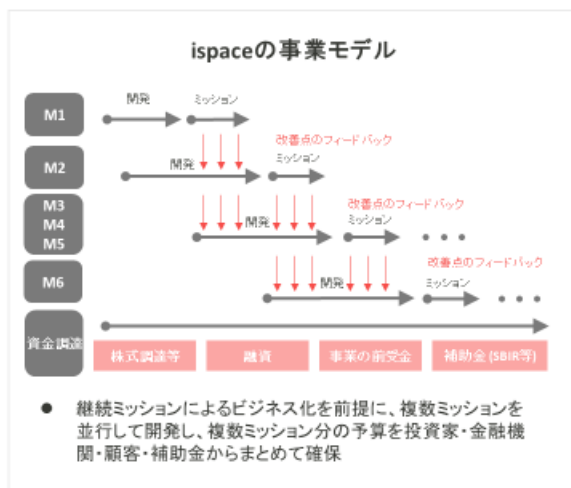 ispaceの事業モデル
開発 ミッション
M1
改善点のフィードバック
M2 開発 ミッション
M3 改善点のフィードバック
M4 開発 ミッション
M5 ・・・
改善点のフィードバック
M6 開発 ミッション ・・・
資金調達
株式調達等 融資 事業の前受金 補助金 (SBIR等)
● 継続ミッションによるビジネス化を前提に、複数ミッションを
並行して開発し、複数ミッション分の予算を投資家・金融機
関・顧客・補助金からまとめて確保